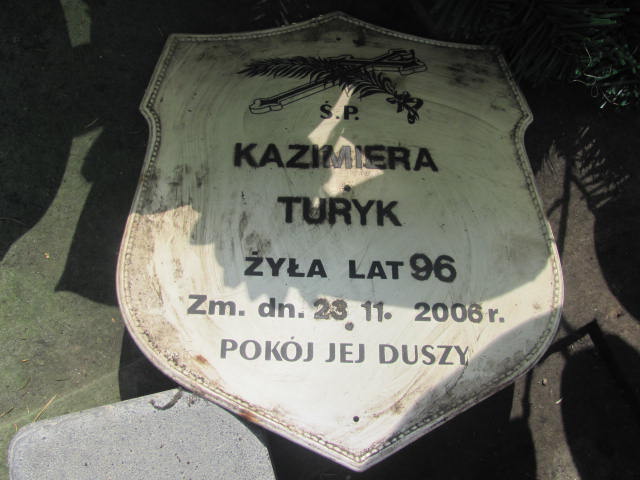 Ś.P.
KAZIMIERA
TURYK
ŻYŁA LAT 96
Zm. dn. 23 11. 2006 r.
POKÓJ JEJ DUSZY